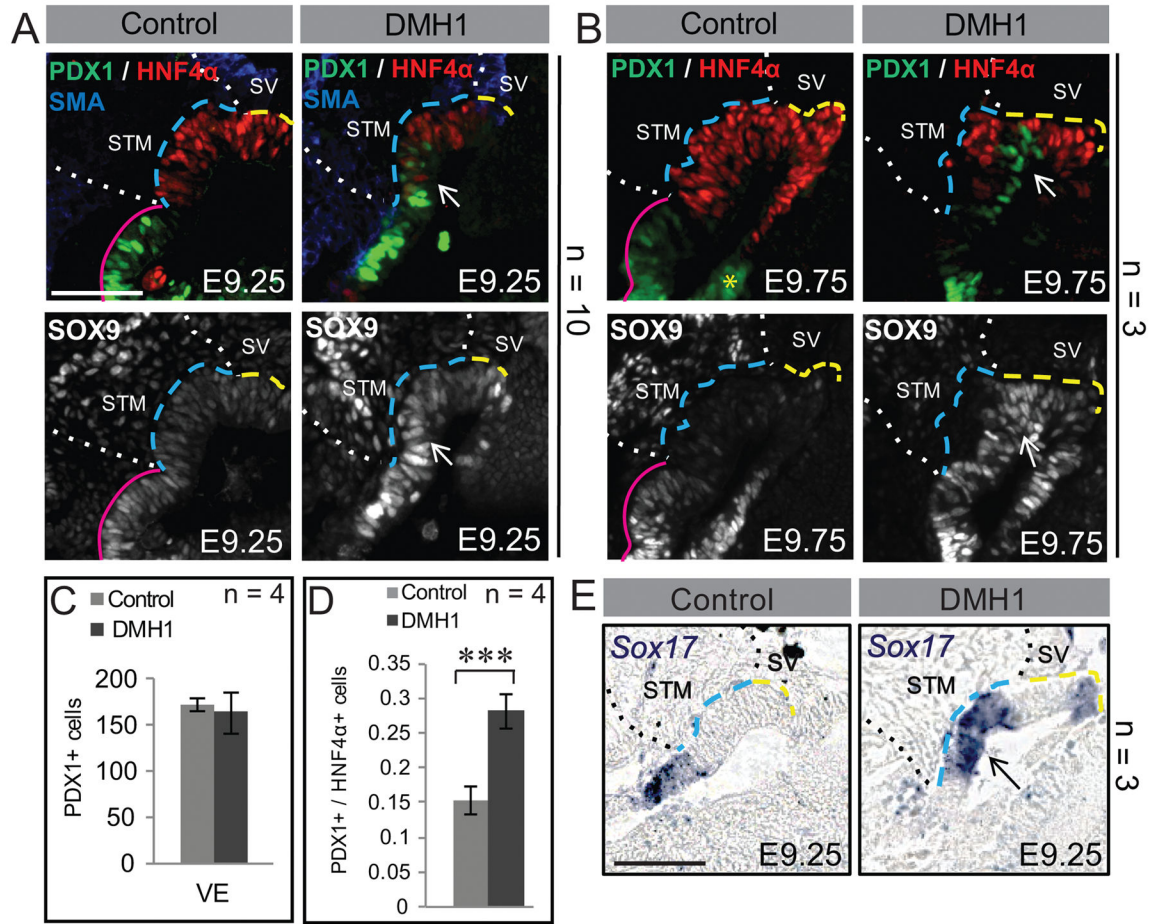 A
Control
DMH1
PDX1 / HNF4α
SMA
SV
STM
E9.25
PDX1 / HNF4α
SMA
SV
STM
E9.25
SOX9
SV
STM
E9.25
SOX9
SV
STM
E9.25
n = 10
B
Control
DMH1
PDX1 / HNF4α
SV
STM
*
E9.75
PDX1 / HNF4α
SV
STM
E9.75
SOX9
SV
STM
E9.75
SOX9
SV
STM
E9.75
n = 3
C
Control
DMH1
n = 4
PDX1+ cells
200
150
100
50
0
VE
D
Control
DMH1
n = 4
PDX1+ / HNF4α+ cells
0.35
0.3
0.25
0.2
0.15
0.1
0.05
0
***
E
Control
DMH1
Sox17
SV
STM
E9.25
Sox17
SV
STM
E9.25
n = 3